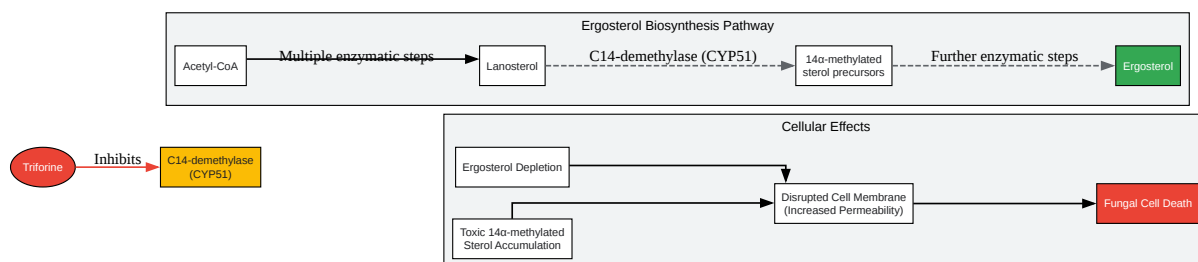 Ergosterol Biosynthesis Pathway
Acetyl-CoA
Multiple enzymatic steps
Lanosterol
C14-demethylase (CYP51)
14α-methylated
sterol precursors
Further enzymatic steps
Ergosterol
Triforine
Inhibits
C14-demethylase
(CYP51)
Cellular Effects
Ergosterol Depletion
Toxic 14α-methylated
Sterol Accumulation
Disrupted Cell Membrane
(Increased Permeability)
Fungal Cell Death